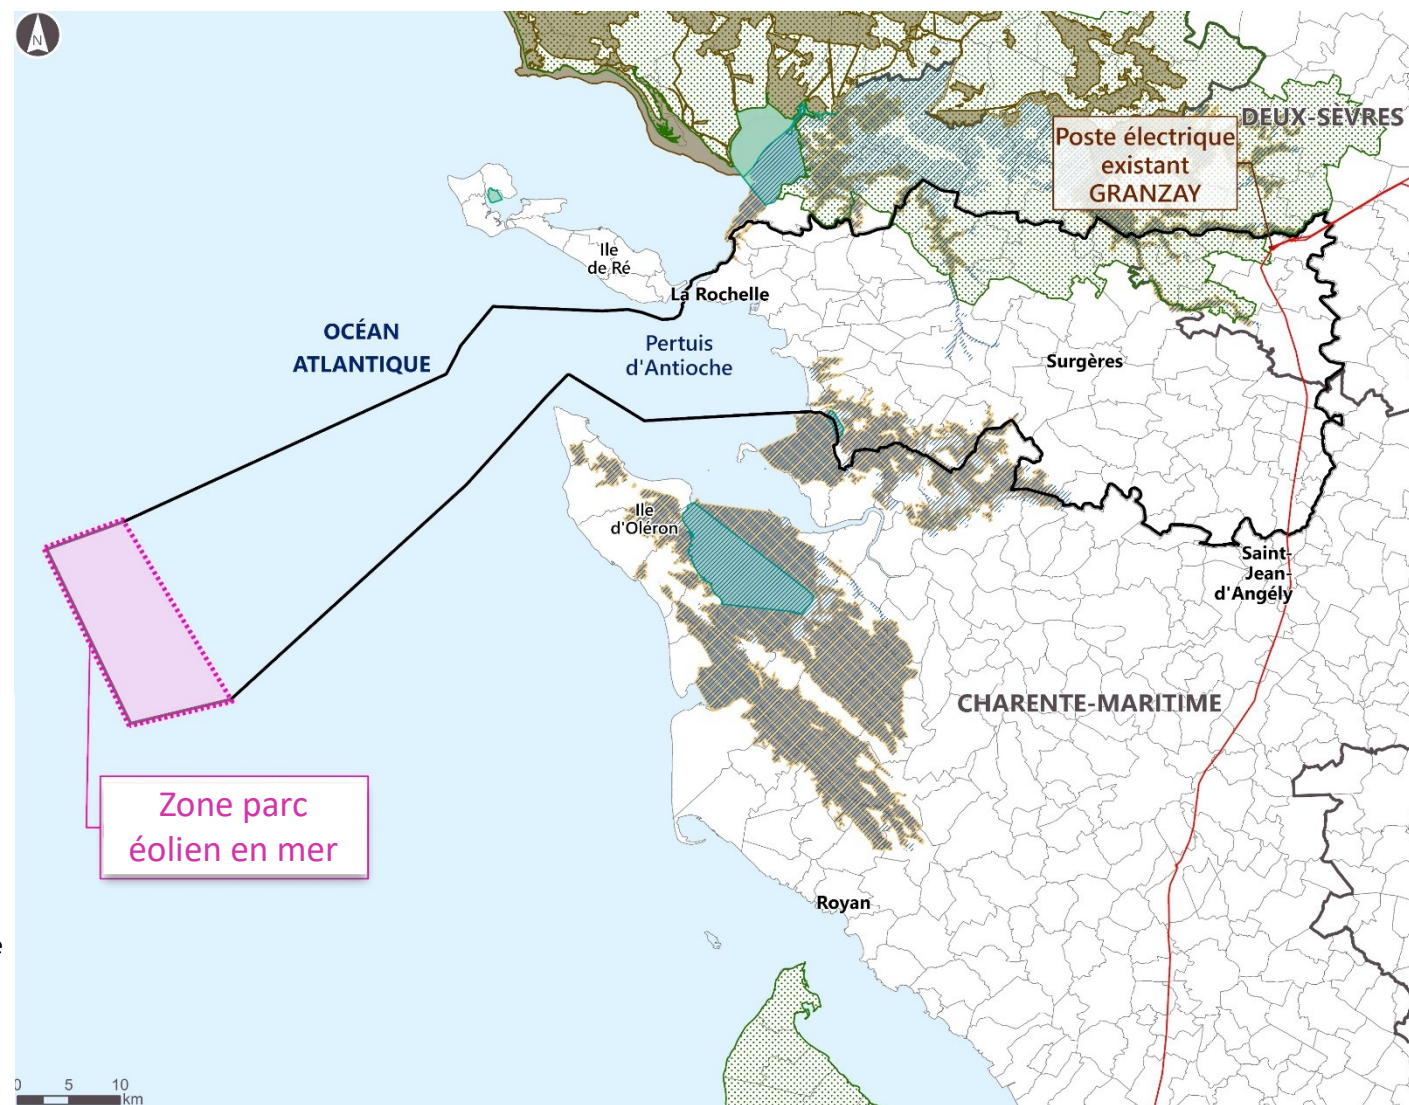 N
DEUX-SEVRES
Poste électrique
existant
GRANZAY
Ile
de Ré
La Rochelle
OCÉAN
ATLANTIQUE
Pertuis
d'Antioche
Surgères
Ile
d'Oléron
Saint-
Jean-
d'Angély
CHARENTE-MARITIME
Zone parc
éolien en mer
Royan
e
0 5 10
km